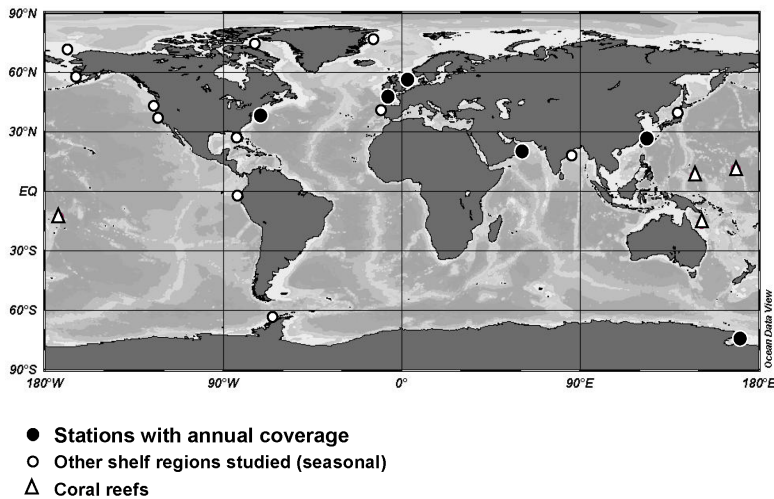 90°N
60°N
30°N
EQ
30°S
60°S
90°S
180°W 90°W 0° 90°E 180°E
Ocean Data View
Stations with annual coverage
Other shelf regions studied (seasonal)
Coral reefs